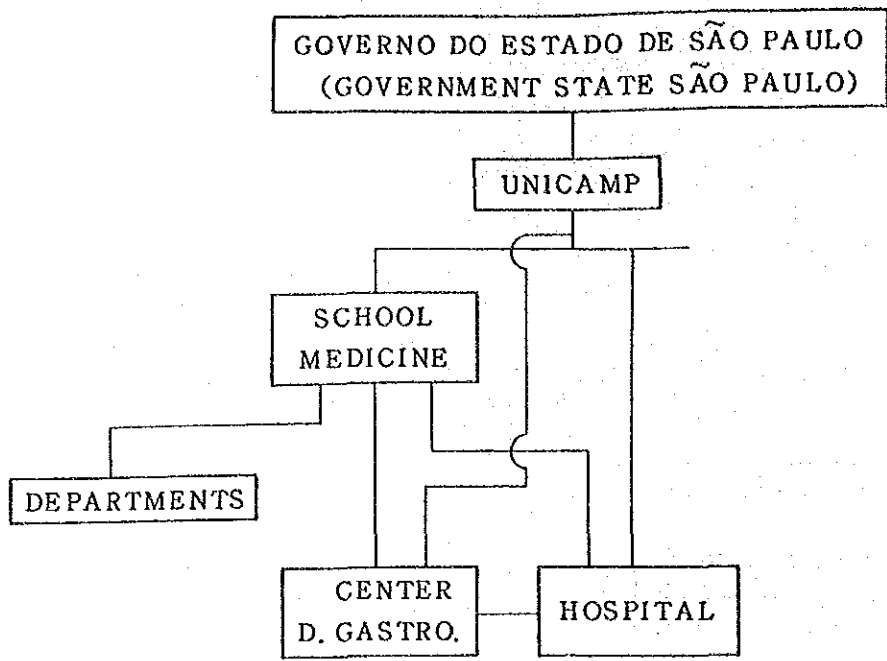 GOVERNO DO ESTADO DE SÃO PAULO
(GOVERNMENT STATE SÃO PAULO)
UNICAMP
SCHOOL
MEDICINE
DEPARTMENTS
CENTER
D. GASTRO.
HOSPITAL